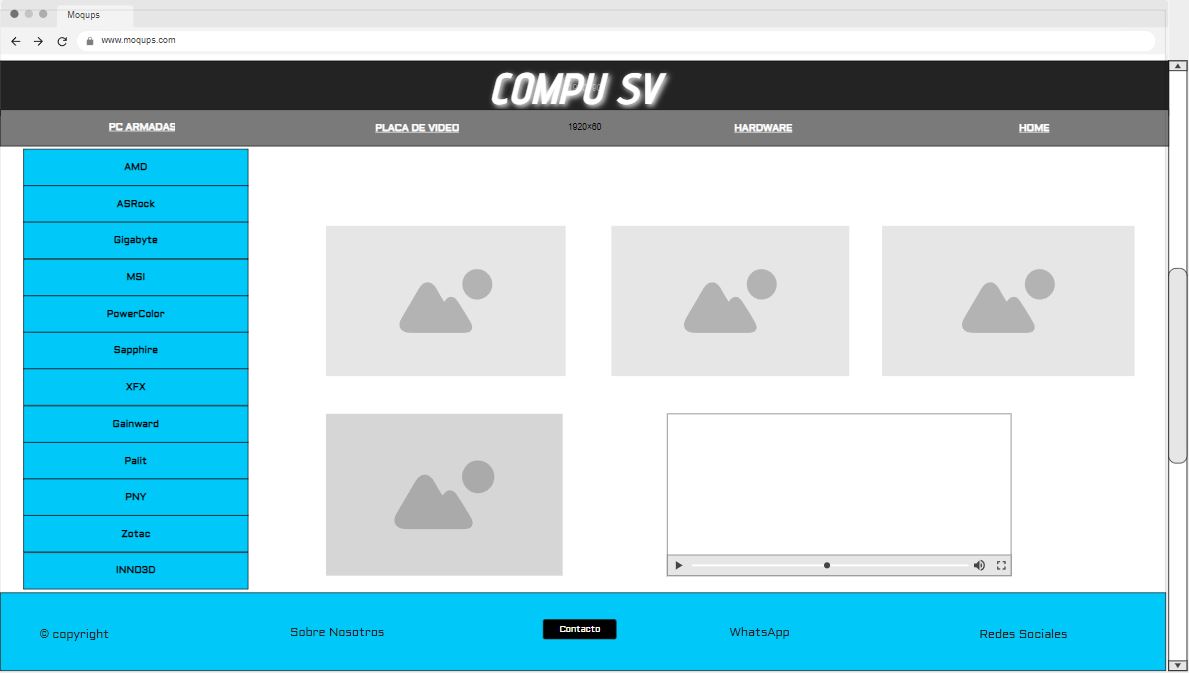 Moqups
www.moqups.com
COMPU SV
PC ARMADAS
PLACA DE VIDEO
1920×60
HARDWARE
HOME
AMD
ASRock
Gigabyte
MSI
PowerColor
Sapphire
XFX
Gainward
Palit
PNY
Zotac
INNO3D
© copyright
Sobre Nosotros
Contacto
WhatsApp
Redes Sociales